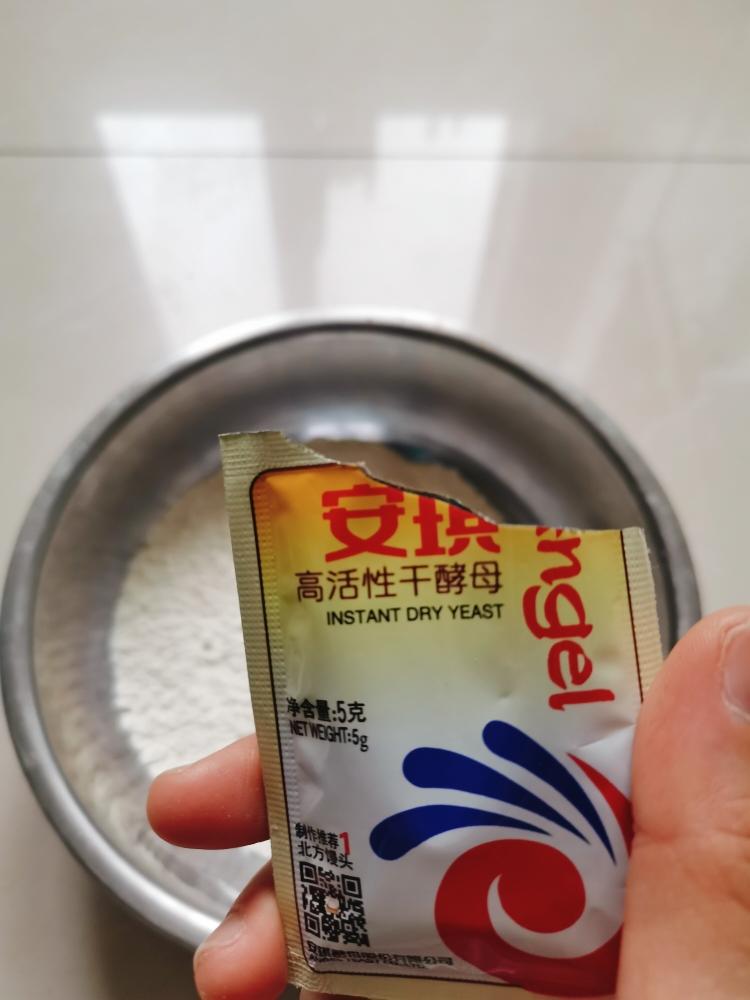 安琪
高活性干酵母
INSTANT DRY YEAST
ngel
净含量:5克
NET WEIGHT:5g
制作推荐1
北方馒头